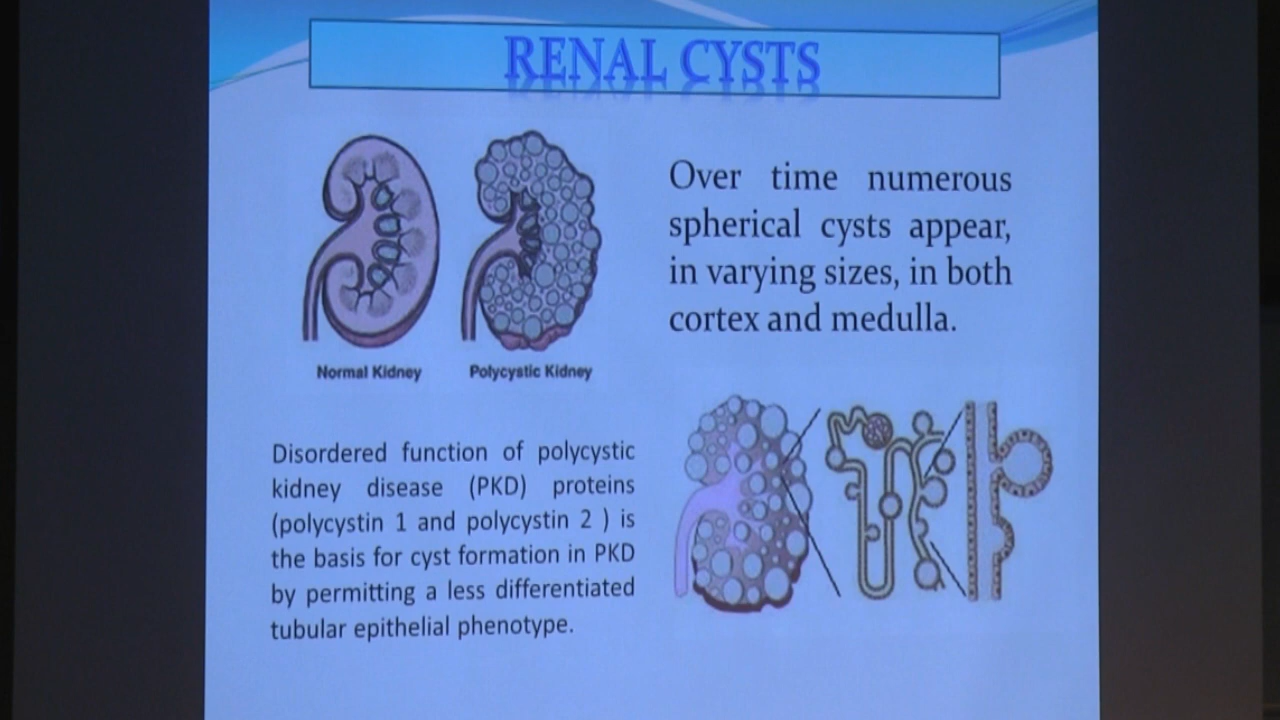 RENAL CYSTS
Over time numerous
spherical cysts appear,
in varying sizes, in both
cortex and medulla.
Normal Kidney
Polycystic Kidney
Disordered function of polycystic
kidney disease (PKD) proteins
(polycystin 1 and polycystin 2 ) is
the basis for cyst formation in PKD
by permitting a less differentiated
tubular epithelial phenotype.